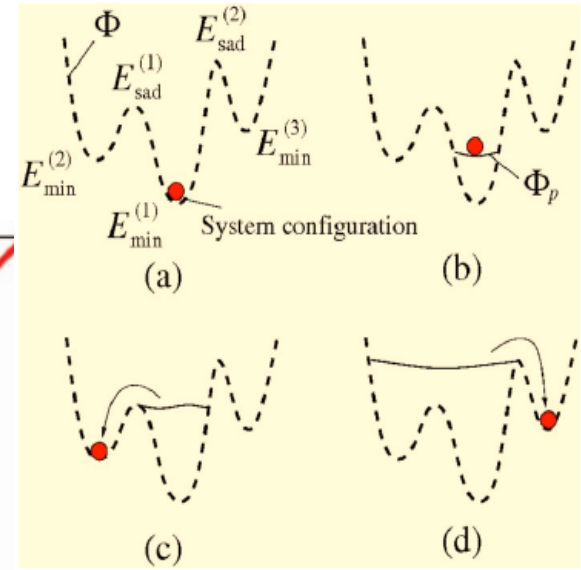 Φ
E_sad^(1)
E_sad^(2)
E_min^(2)
E_min^(3)
E_min^(1)
System configuration
(a)
Φ_p
(b)
(c)
(d)